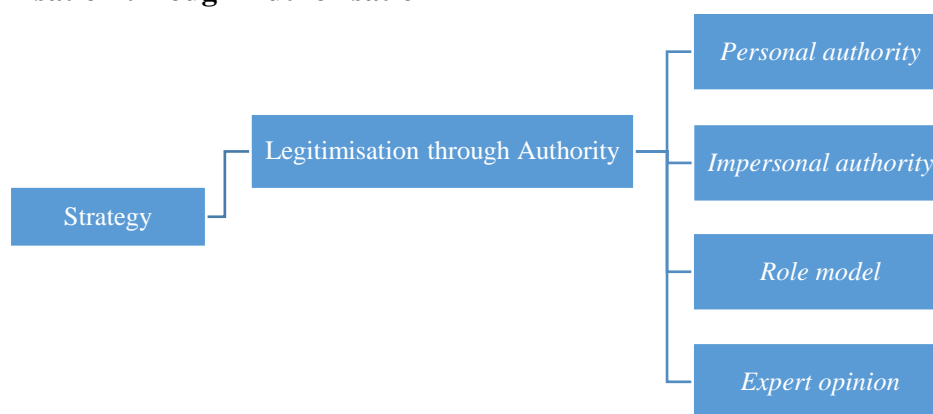 Personal authority
Legitimisation through Authority
Impersonal authority
Strategy
Role model
Expert opinion